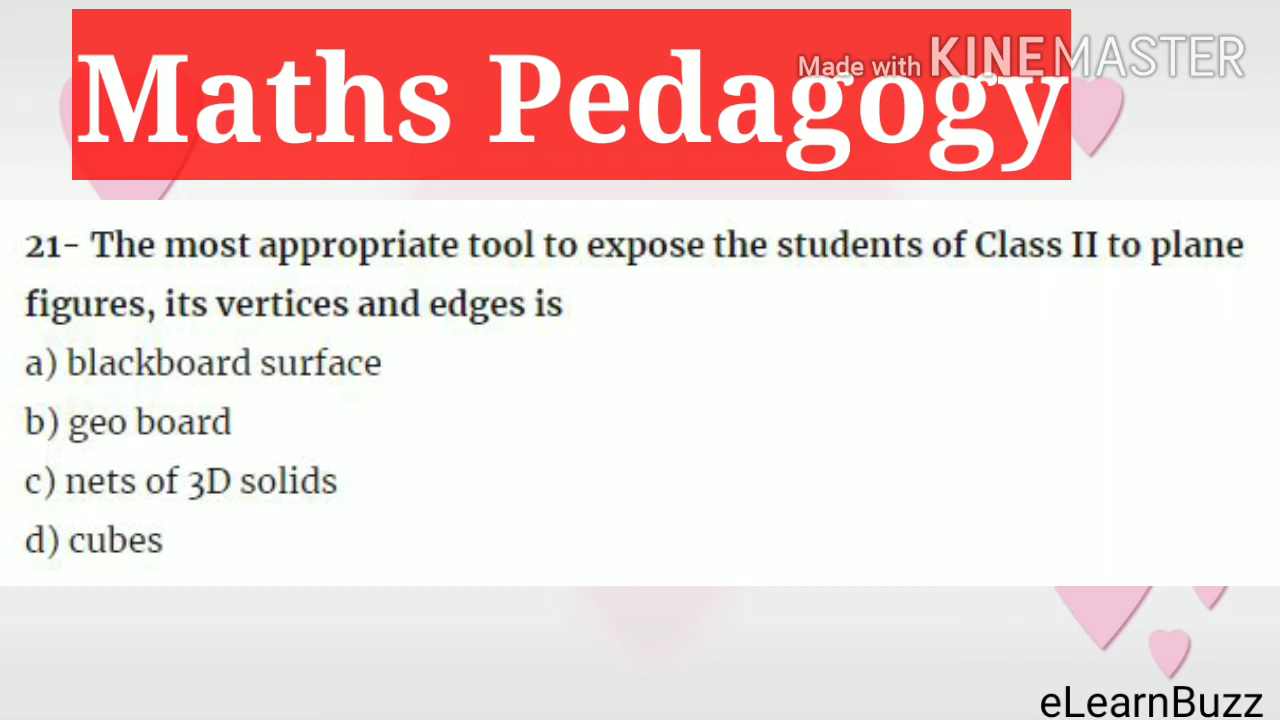 Maths Pedagogy
Made with KINEMASTER
21- The most appropriate tool to expose the students of Class II to plane
figures, its vertices and edges is
a) blackboard surface
b) geo board
c) nets of 3D solids
d) cubes
eLearnBuzz